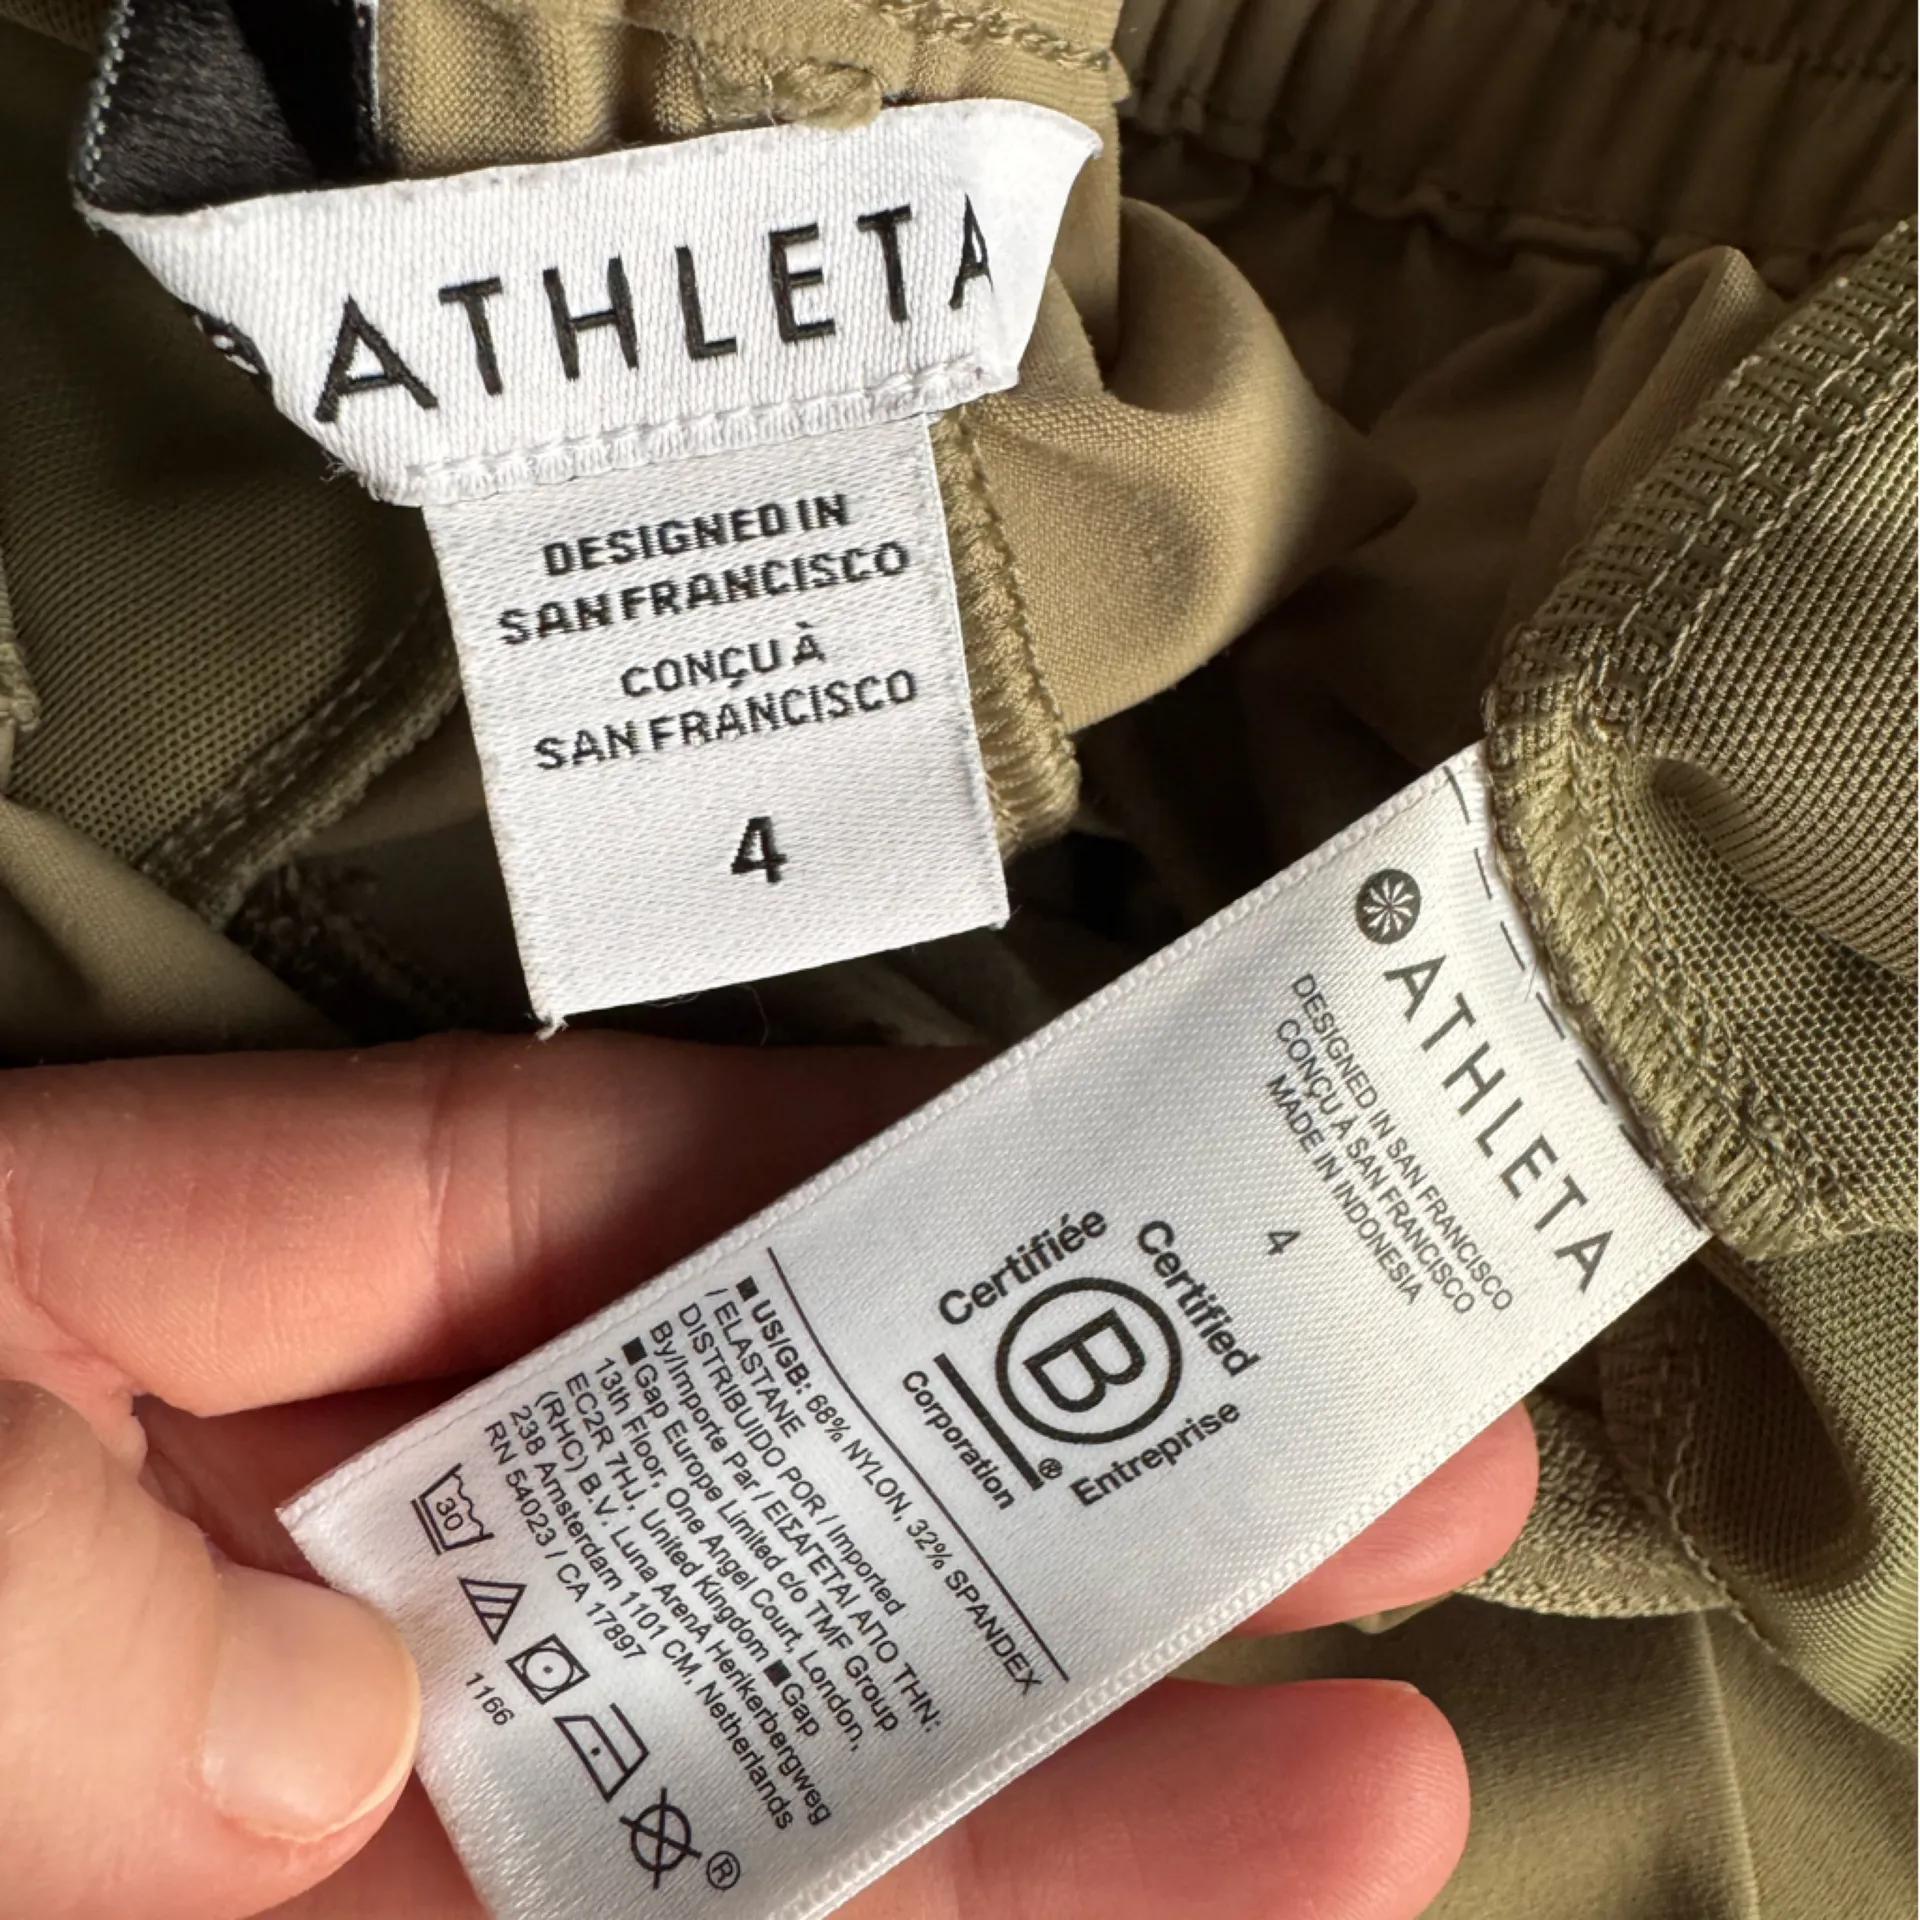 ATHLETA
DESIGNED IN
SAN FRANCISCO
CONÇU À
SAN FRANCISCO
4
ATHLETA
DESIGNED IN SAN FRANCISCO
CONÇU À SAN FRANCISCO
MADE IN INDONESIA
4
Certifiée
Certified
B
®
Corporation
Entreprise
■ US/GB: 68% NYLON, 32% SPANDEX
/ ELASTANE
DISTRIBUIDO POR / Imported
By/Importe Par / ΕΙΣΑΓΕΤΑΙ ΑΠΟ ΤΗΝ:
■ Gap Europe Limited c/o TMF Group
13th Floor, One Angel Court, London,
EC2R 7HJ, United Kingdom ■ Gap
(RHC) B.V. Luna ArenA Herikerbergweg
238 Amsterdam 1101 CM, Netherlands
RN 54023 / CA 17897
30
1166
®